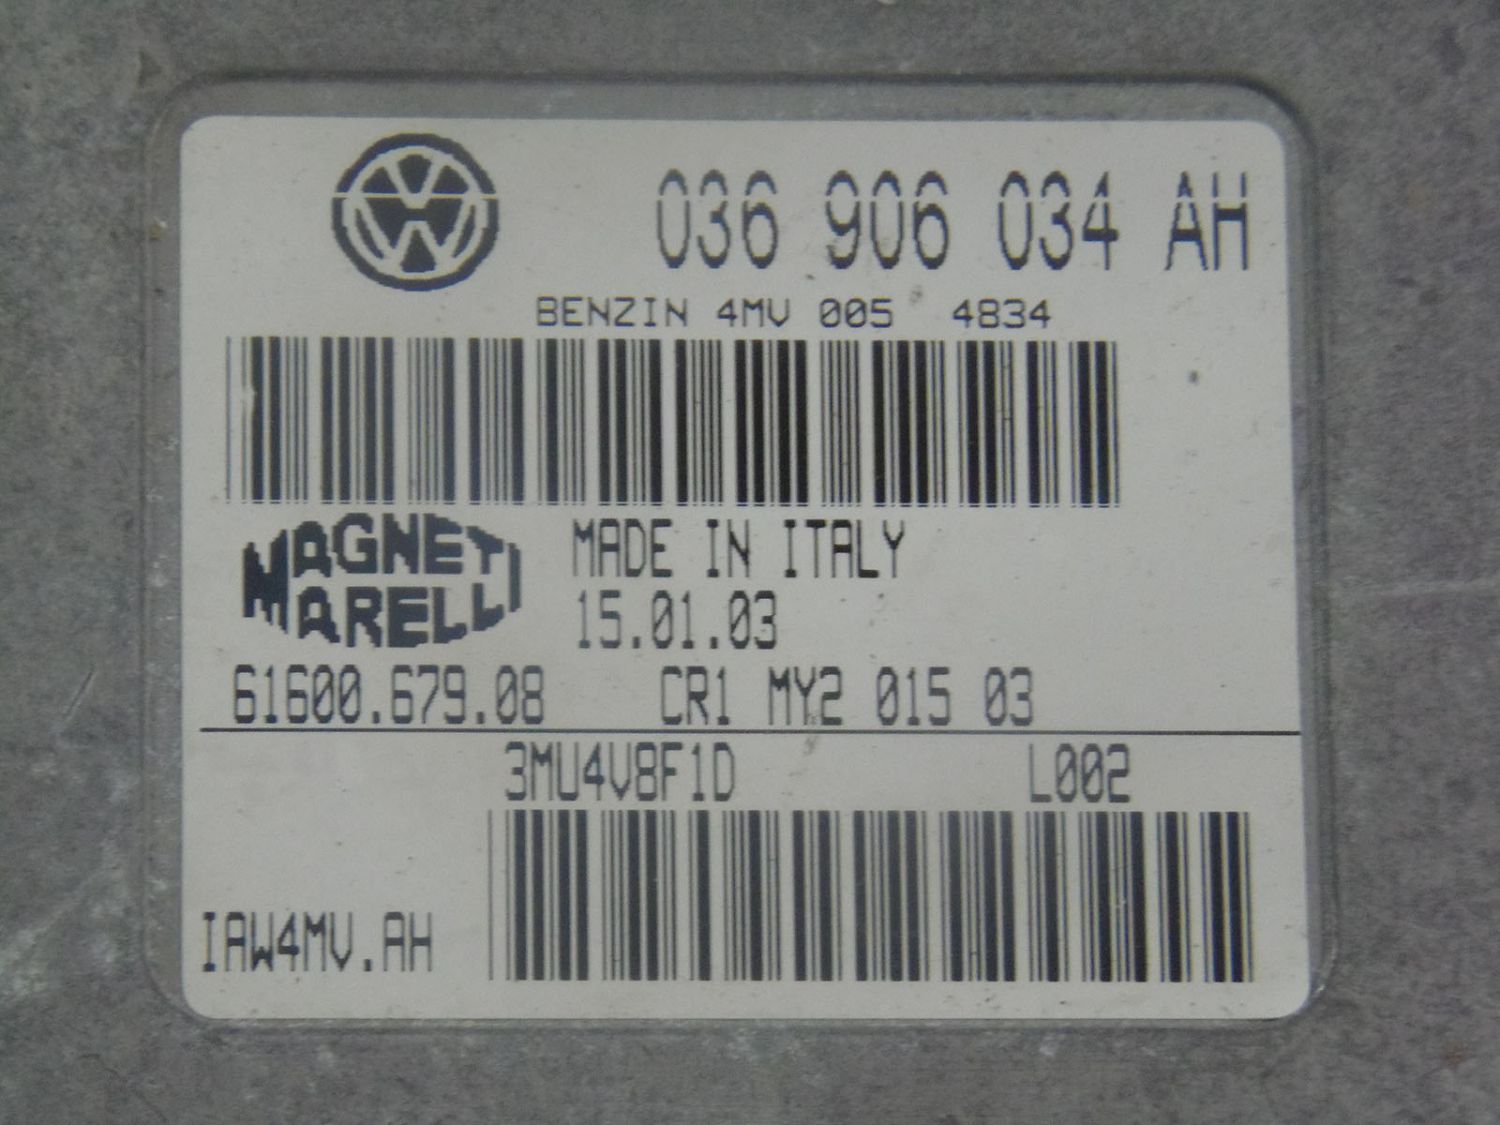 036 906 034 AH
BENZIN 4MV 005 4834
MAGNETI
MARELLI
MADE IN ITALY
15.01.03
61600.679.08 CR1 MY2 015 03
3MU4V8F1D L002
IAW4MV.AH